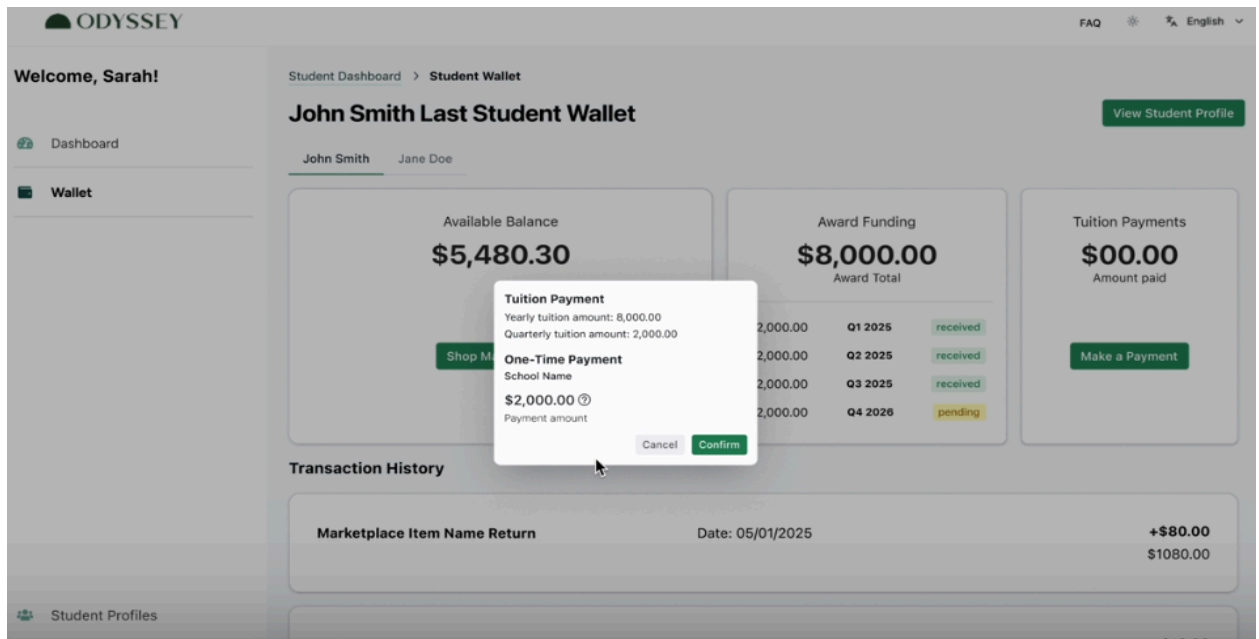 ODYSSEY
FAQ
English
Welcome, Sarah!
Dashboard
Wallet
Student Profiles
Student Dashboard > Student Wallet
John Smith Last Student Wallet
View Student Profile
John Smith
Jane Doe
Available Balance
$5,480.30
Shop
Award Funding
$8,000.00
Award Total
2,000.00 Q1 2025 received
2,000.00 Q2 2025 received
2,000.00 Q3 2025 received
2,000.00 Q4 2026 pending
Tuition Payments
$00.00
Amount paid
Make a Payment
Tuition Payment
Yearly tuition amount: 8,000.00
Quarterly tuition amount: 2,000.00
One-Time Payment
School Name
$2,000.00
Payment amount
Cancel
Confirm
Transaction History
Marketplace Item Name Return
Date: 05/01/2025
+$80.00
$1080.00